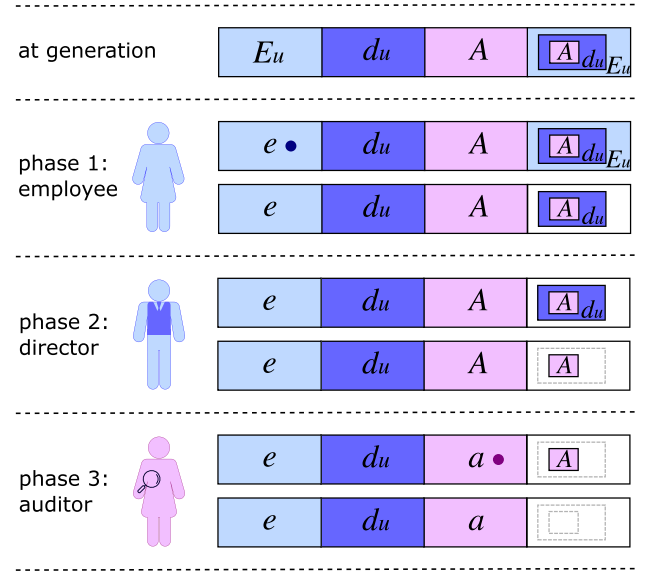 at generation Eu du A A du Eu
phase 1:
employee
e du A A du Eu
e du A A du
phase 2:
director
e du A A du
e du A A
phase 3:
auditor
e du a A
e du a